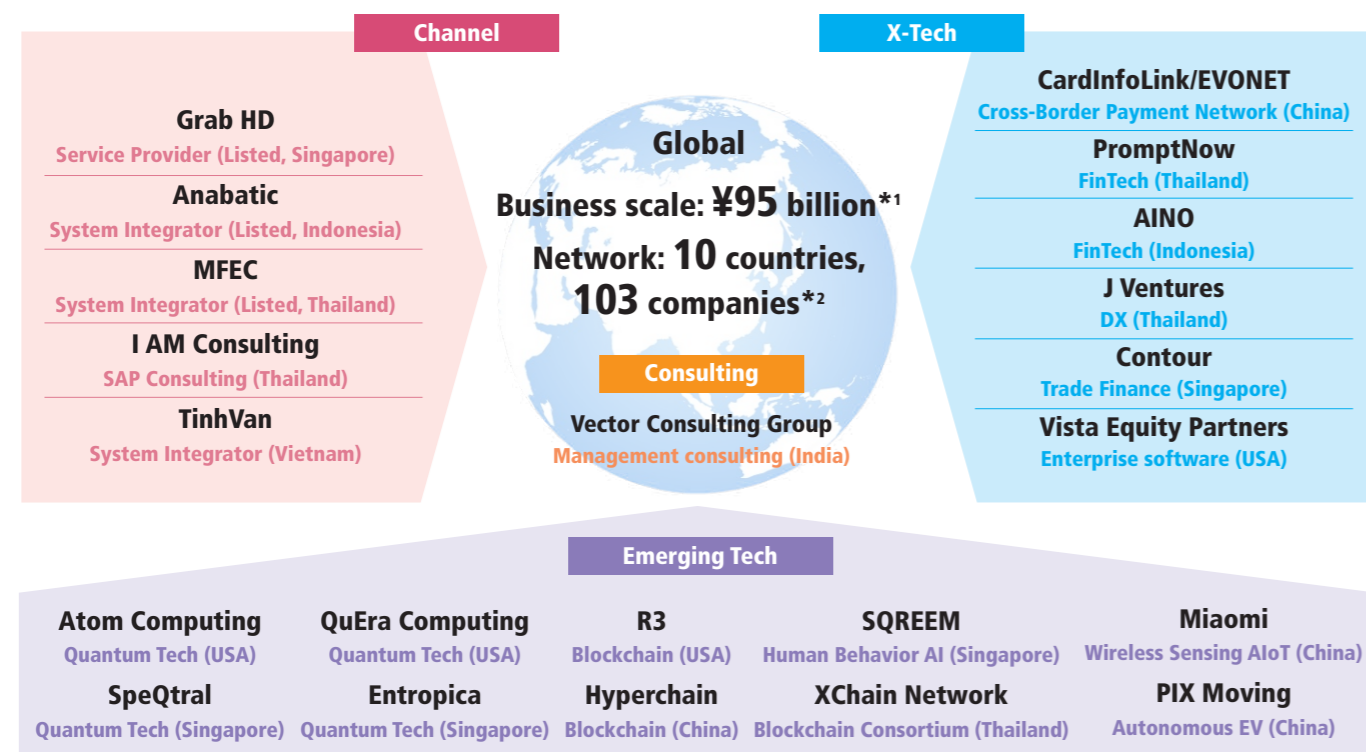 Channel
Grab HD
Service Provider (Listed, Singapore)
Anabatic
System Integrator (Listed, Indonesia)
MFEC
System Integrator (Listed, Thailand)
I AM Consulting
SAP Consulting (Thailand)
TinhVan
System Integrator (Vietnam)
Global
Business scale: ¥95 billion*1
Network: 10 countries,
103 companies*2
Consulting
Vector Consulting Group
Management consulting (India)
X-Tech
CardInfoLink/EVONET
Cross-Border Payment Network (China)
PromptNow
FinTech (Thailand)
AINO
FinTech (Indonesia)
J Ventures
DX (Thailand)
Contour
Trade Finance (Singapore)
Vista Equity Partners
Enterprise software (USA)
Emerging Tech
Atom Computing
Quantum Tech (USA)
QuEra Computing
Quantum Tech (USA)
R3
Blockchain (USA)
SQREEM
Human Behavior AI (Singapore)
Miaomi
Wireless Sensing AIoT (China)
SpeQtral
Quantum Tech (Singapore)
Entropica
Quantum Tech (Singapore)
Hyperchain
Blockchain (China)
XChain Network
Blockchain Consortium (Thailand)
PIX Moving
Autonomous EV (China)